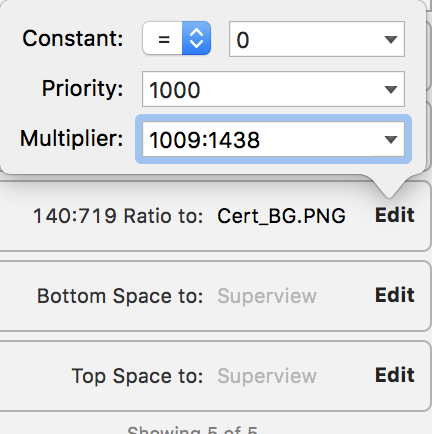 Constant: = 0
Priority: 1000
Multiplier: 1009:1438
140:719 Ratio to: Cert_BG.PNG Edit
Bottom Space to: Superview Edit
Top Space to: Superview Edit
Showing 5 of 5